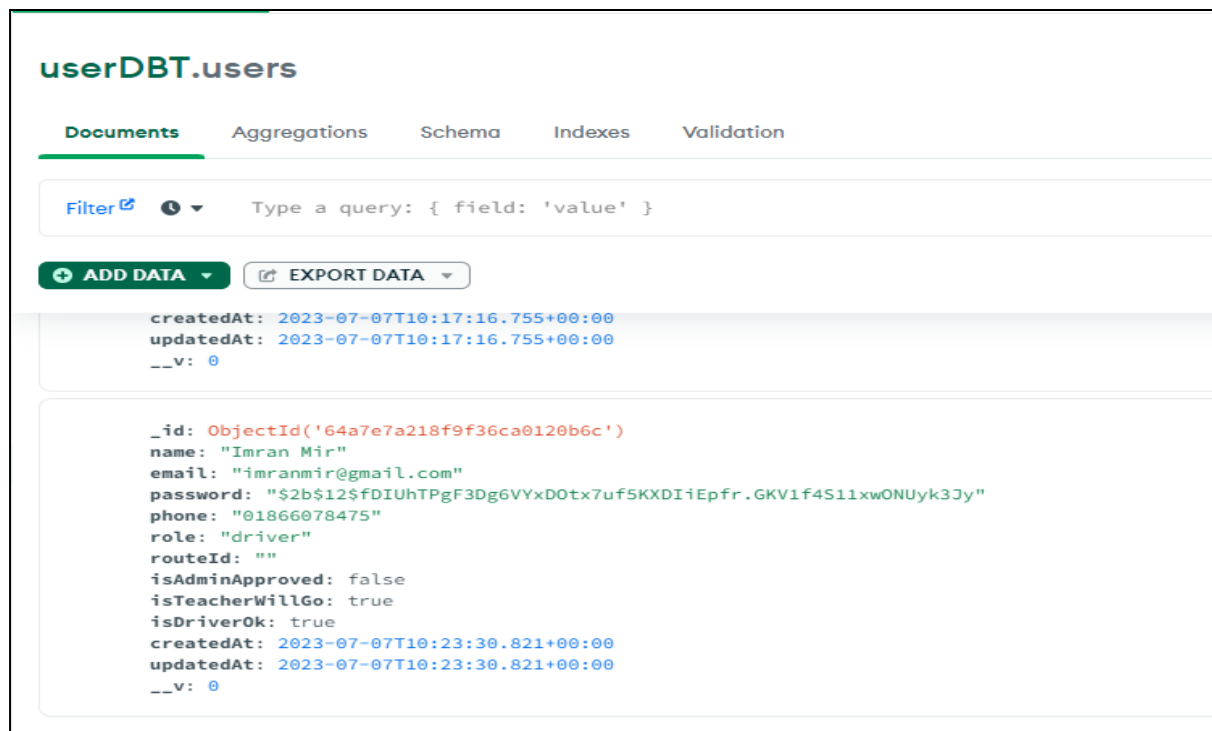 userDBT.users
Documents Aggregations Schema Indexes Validation
Filter Type a query: { field: 'value' }
ADD DATA EXPORT DATA
createdAt: 2023-07-07T10:17:16.755+00:00
updatedAt: 2023-07-07T10:17:16.755+00:00
__v: 0
_id: ObjectId('64a7e7a218f9f36ca0120b6c')
name: "Imran Mir"
email: "imranmir@gmail.com"
password: "$2b$12$fDIUhTPgF3Dg6VYxDOtx7uf5KXDIiEpfr.GKV1f4S11xwONUyk3Jy"
phone: "01866078475"
role: "driver"
routeId: ""
isAdminApproved: false
isTeacherWillGo: true
isDriverOk: true
createdAt: 2023-07-07T10:23:30.821+00:00
updatedAt: 2023-07-07T10:23:30.821+00:00
__v: 0